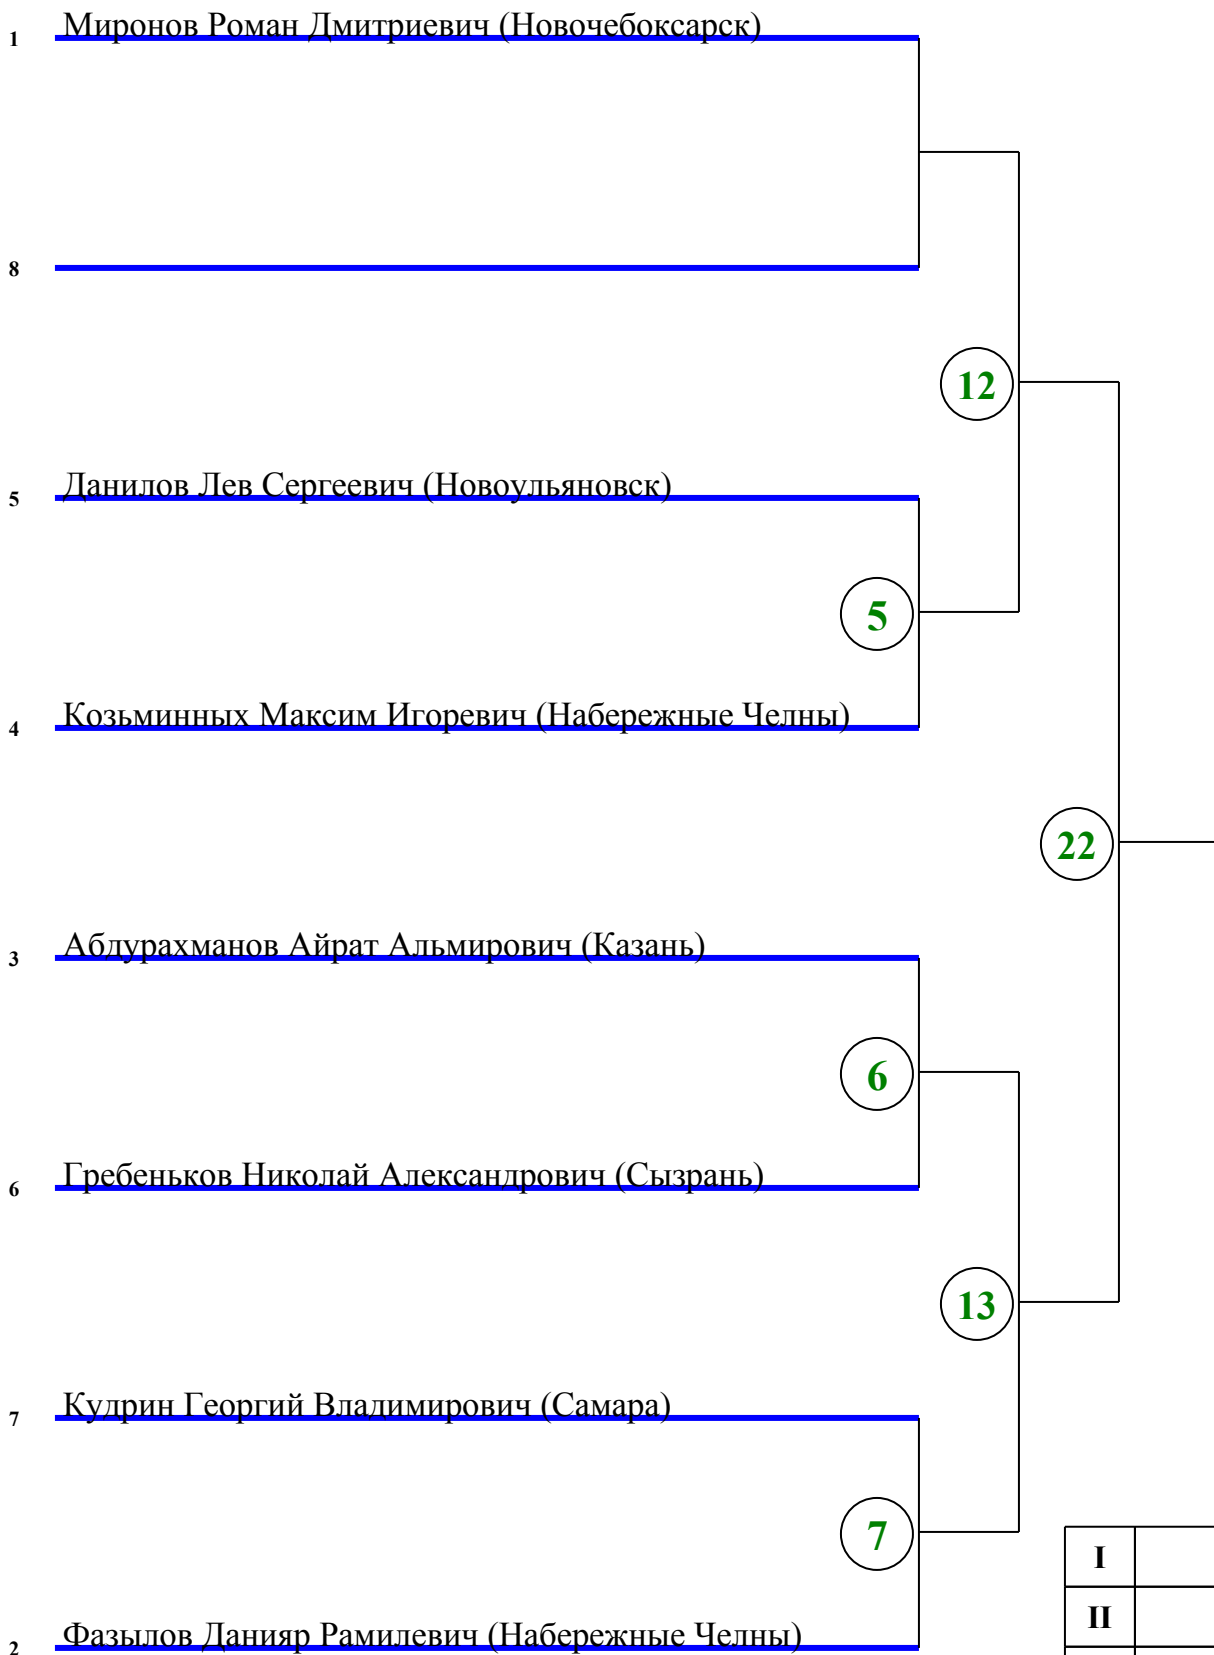 1 Миронов Роман Дмитриевич (Новочебоксарск)
8
12
5 Данилов Лев Сергеевич (Новоульяновск)
5
4 Козьминных Максим Игоревич (Набережные Челны)
22
3 Абдурахманов Айрат Альмирович (Казань)
6
6 Гребеньков Николай Александрович (Сызрань)
13
7 Кудрин Георгий Владимирович (Самара)
7
I
II
2 Фазылов Данияр Рамилевич (Набережные Челны)